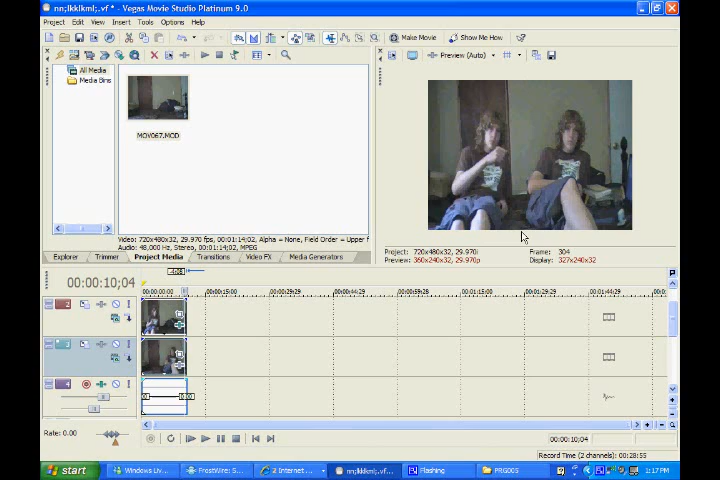 nn;lkklkml;.vf * - Vegas Movie Studio Platinum 9.0
Project Edit View Insert Tools Options Help
Make Movie Show Me How
Preview (Auto)
All Media
Media Bins
MOV067.MOD
Video: 720x480x32, 29.970 fps, 00:01:14;02, Alpha = None, Field Order = Upper f
Audio: 48,000 Hz, Stereo, 00:01:14;02, MPEG
Explorer Trimmer Project Media Transitions Video FX Media Generators
Project: 720x480x32, 29.970i Frame: 304
Preview: 360x240x32, 29.970p Display: 327x240x32
00:00:10;04
00:00:00;00 00:00:15;00 00:00:29;29 00:00:44;29 00:00:59;28 00:01:15;00 00:01:29;29 00:01:44;29 00:0
2
3
4
Rate: 0.00
00:00:10;04
Record Time (2 channels): 00:28:55
start Windows Liv... FrostWire: S... 2 Internet ... nn;lkklkml;.vf... Flashing PRG005 1:17 PM